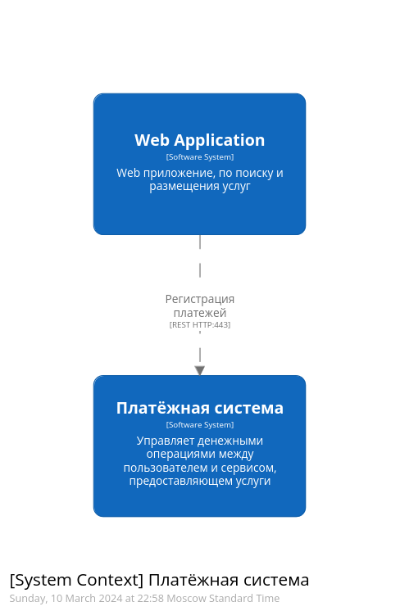 Web Application
[Software System]
Web приложение, по поиску и
размещения услуг
Регистрация
платежей
[REST HTTP:443]
Платёжная система
[Software System]
Управляет денежными
операциями между
пользователем и сервисом,
предоставляющем услуги
[System Context] Платёжная система
Sunday, 10 March 2024 at 22:58 Moscow Standard Time